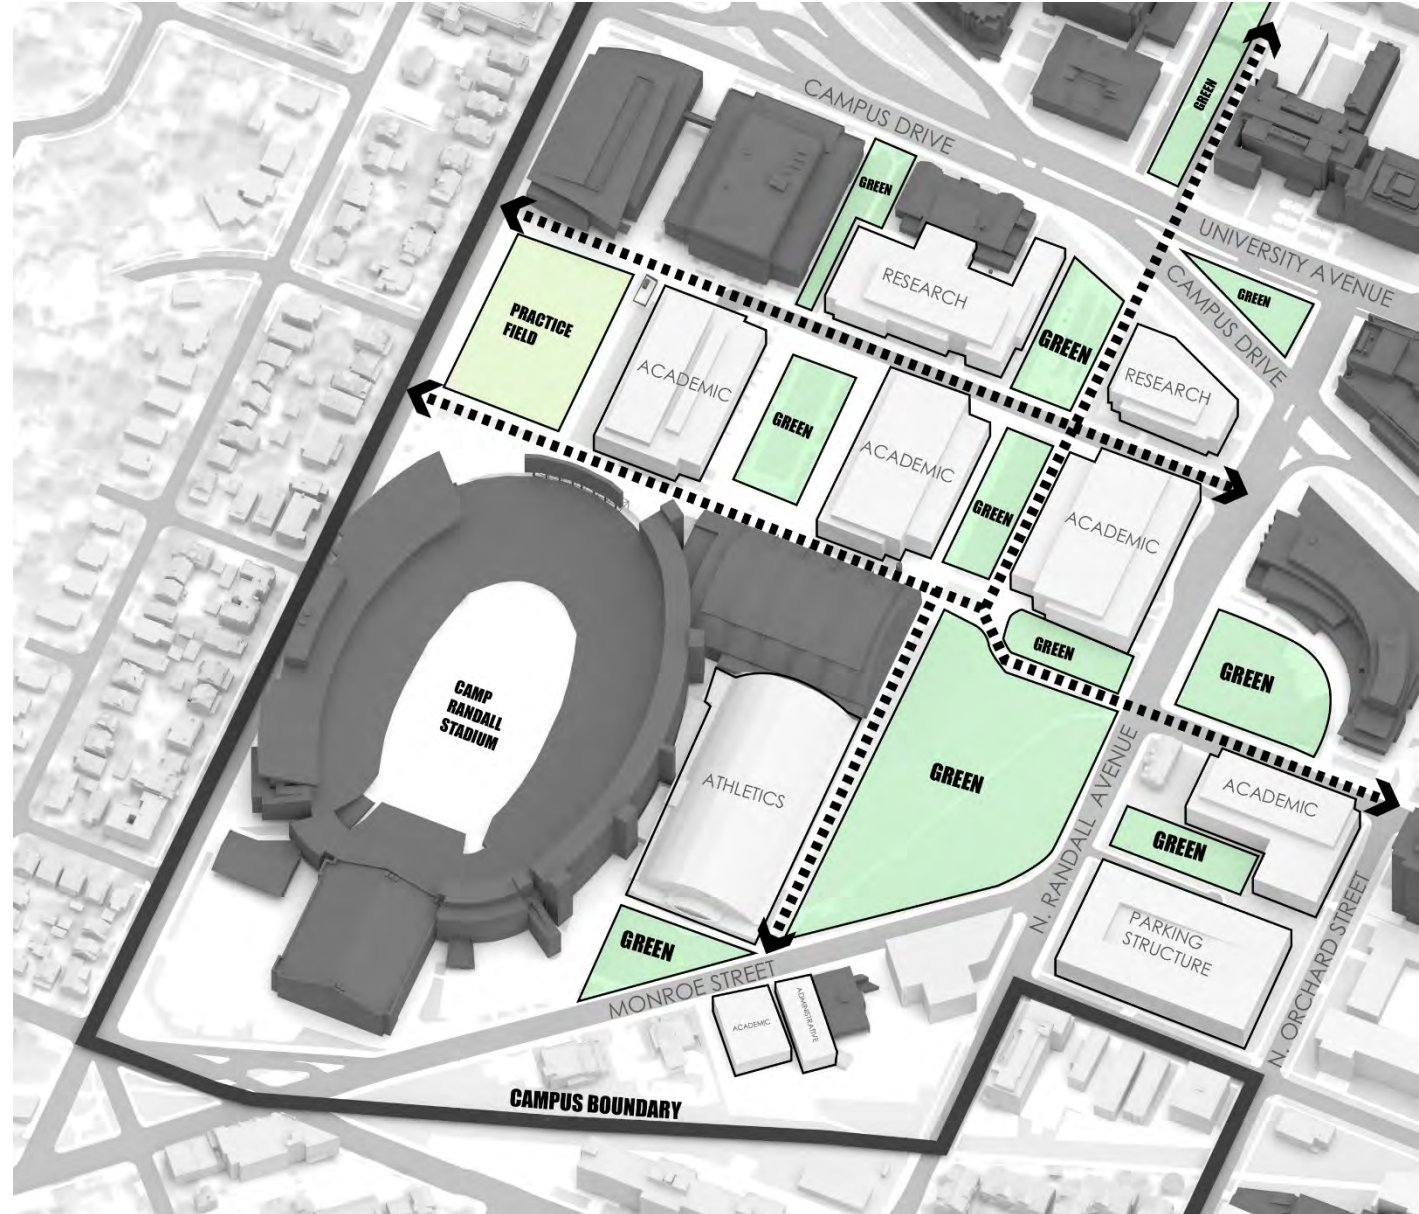 CAMPUS DRIVE
GREEN
GREEN
UNIVERSITY AVENUE
RESEARCH
GREEN
CAMPUS DRIVE
PRACTICE
FIELD
GREEN
ACADEMIC
RESEARCH
GREEN
ACADEMIC
GREEN
ACADEMIC
GREEN
GREEN
CAMP
RANDALL
STADIUM
ATHLETICS
GREEN
N. RANDALL AVENUE
ACADEMIC
GREEN
PARKING
STRUCTURE
GREEN
MONROE STREET
N. ORCHARD STREET
ACADEMIC
ADMINISTRATIVE
CAMPUS BOUNDARY